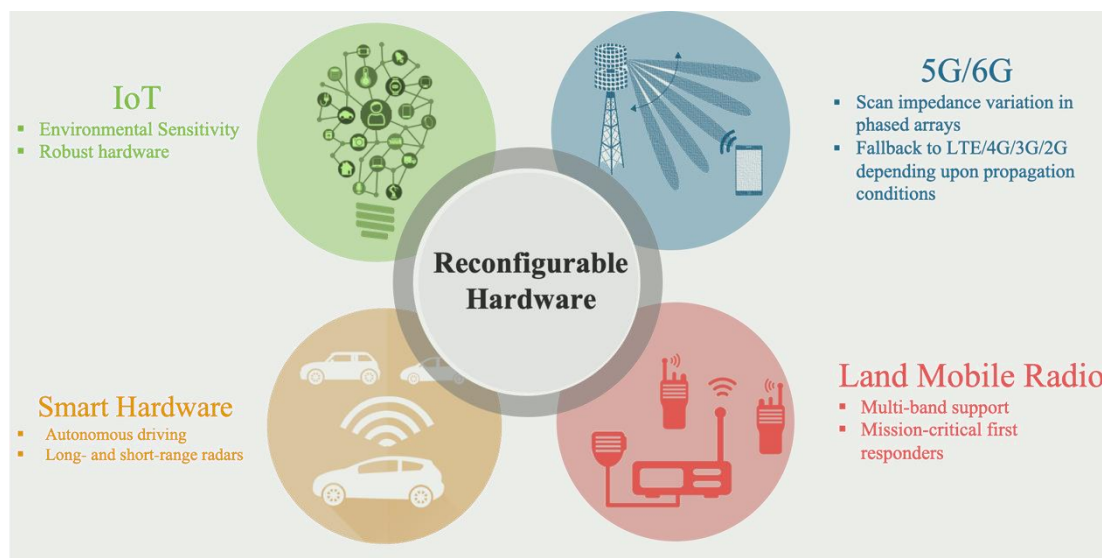 IoT
▪ Environmental Sensitivity
▪ Robust hardware
5G/6G
▪ Scan impedance variation in
phased arrays
▪ Fallback to LTE/4G/3G/2G
depending upon propagation
conditions
Reconfigurable
Hardware
Smart Hardware
▪ Autonomous driving
▪ Long- and short-range radars
Land Mobile Radio
▪ Multi-band support
▪ Mission-critical first
responders